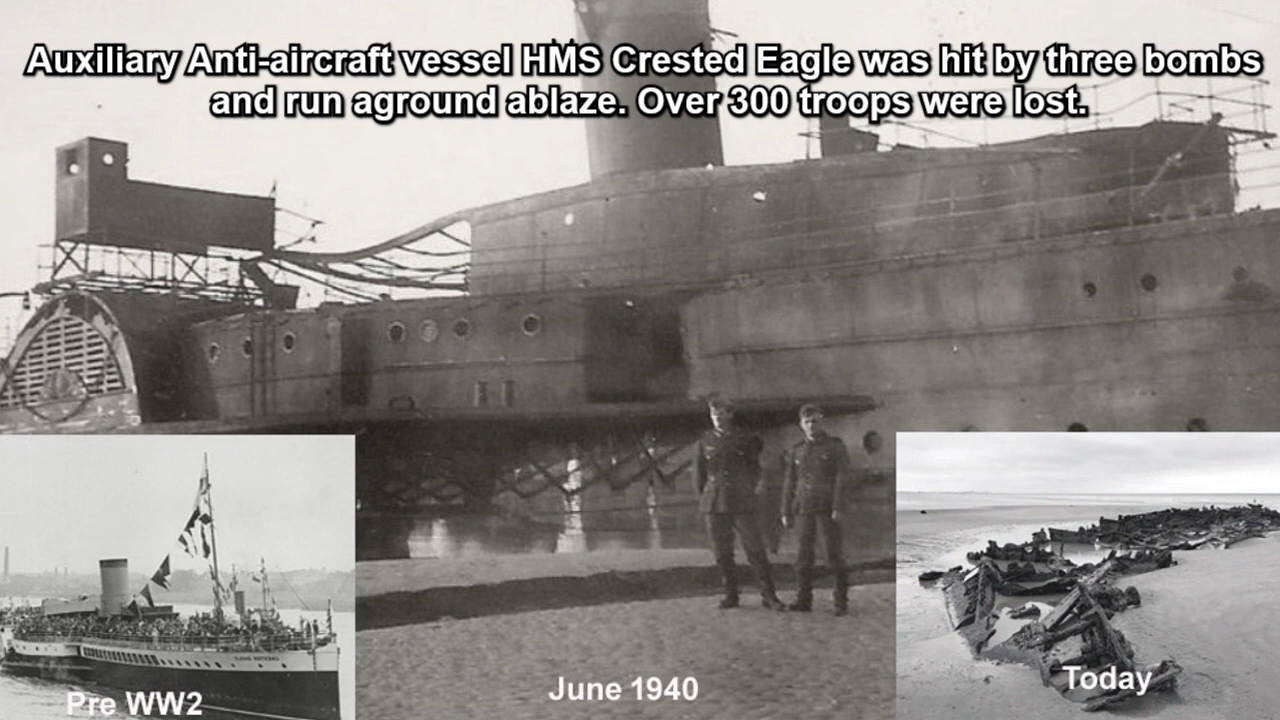 Auxiliary Anti-aircraft vessel HMS Crested Eagle was hit by three bombs
and run aground ablaze. Over 300 troops were lost.
Pre WW2
June 1940
Today